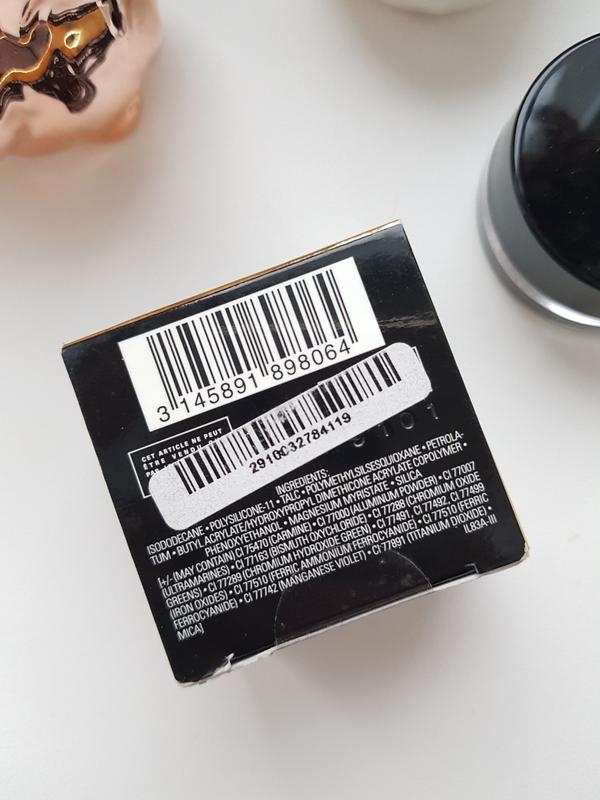 3 145891 898064
CET ARTICLE NE PEUT
ÊTRE VENDU
2910032784119
9101
INGREDIENTS:
ISODODECANE • POLYSILICONE-11 • TALC • POLYMETHYLSILSESQUIOXANE • PETROLA-
TUM • BUTYL ACRYLATE/HYDROXYPROPYL DIMETHICONE ACRYLATE COPOLYMER •
PHENOXYETHANOL • MAGNESIUM MYRISTATE • SILICA
[+/- (MAY CONTAIN) CI 75470 (CARMINE) • CI 77000 (ALUMINUM POWDER) • CI 77007
(ULTRAMARINES) • CI 77163 (BISMUTH OXYCHLORIDE) • CI 77288 (CHROMIUM OXIDE
GREENS) • CI 77289 (CHROMIUM HYDROXIDE GREEN) • CI 77491, CI 77492, CI 77499
(IRON OXIDES) • CI 77510 (FERRIC AMMONIUM FERROCYANIDE) • CI 77510 (FERRIC
FERROCYANIDE) • CI 77742 (MANGANESE VIOLET) • CI 77891 (TITANIUM DIOXIDE) •
MICA]
IL83A-III